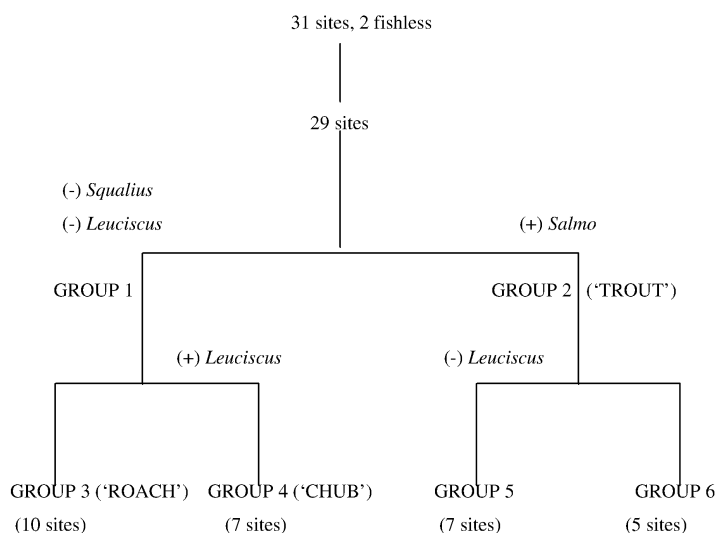 31 sites, 2 fishless
29 sites
(-) Squalius
(-) Leuciscus
(+) Salmo
GROUP 1
GROUP 2 (‘TROUT’)
(+) Leuciscus
(-) Leuciscus
GROUP 3 (‘ROACH’)
GROUP 4 (‘CHUB’)
GROUP 5
GROUP 6
(10 sites)
(7 sites)
(7 sites)
(5 sites)